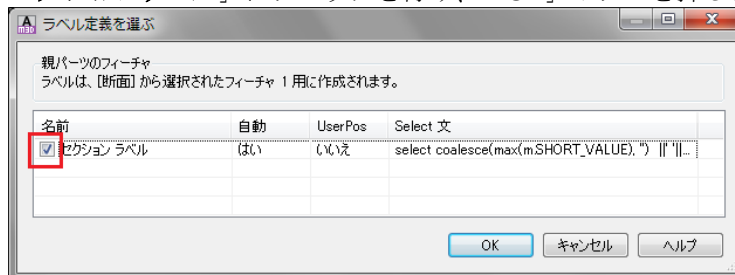 ラベル定義を選ぶ
親パーツのフィーチャ
ラベルは、[断面] から選択されたフィーチャ 1 用に作成されます。
名前 自動 UserPos Select 文
セクション ラベル はい いいえ select coalesce(max(m.SHORT_VALUE), '') ||' '||...
OK キャンセル ヘルプ